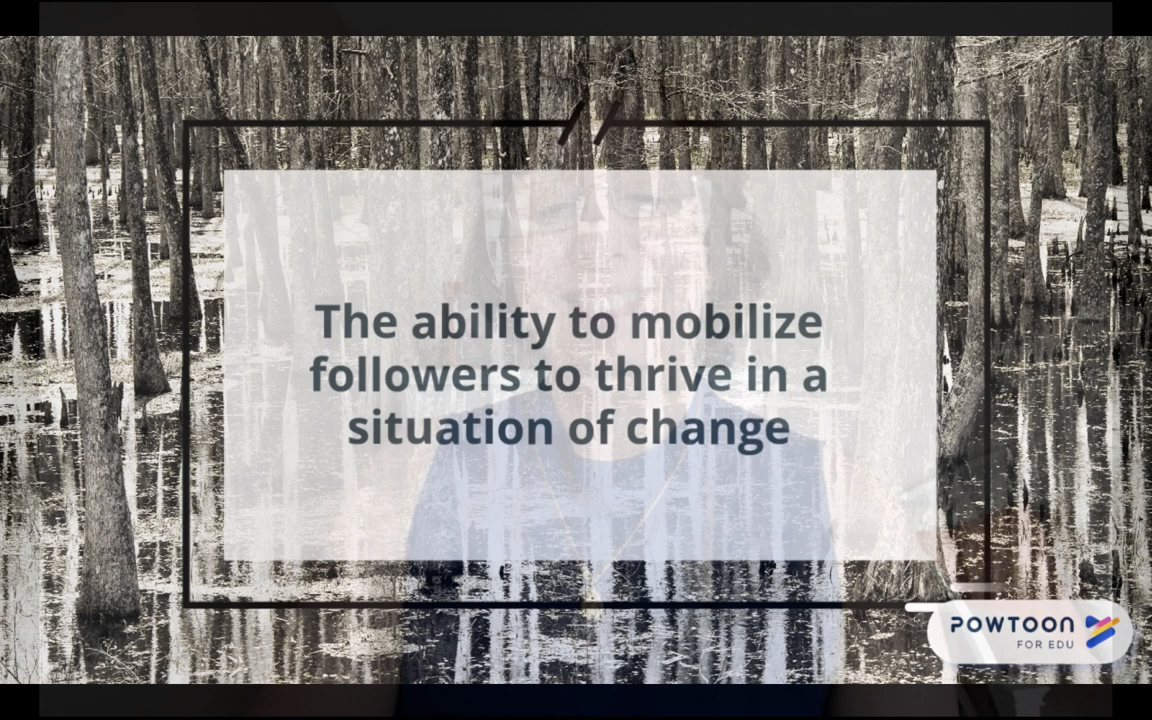 The ability to mobilize
followers to thrive in a
situation of change
POWTOON
FOR EDU